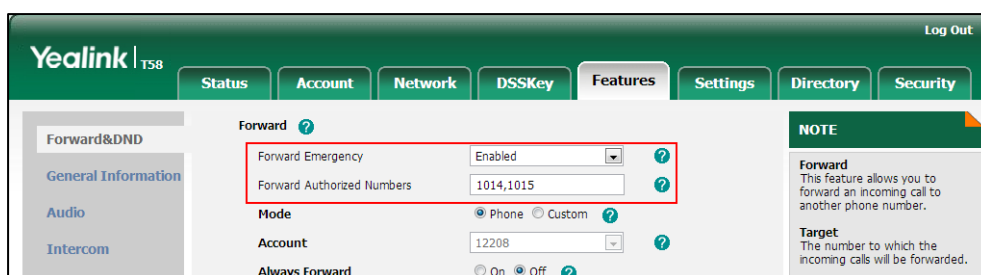 Log Out
Yealink | T58
Status Account Network DSSKey Features Settings Directory Security
Forward&DND
General Information
Audio
Intercom
Forward ?
Forward Emergency Enabled ?
Forward Authorized Numbers 1014,1015 ?
Mode Phone Custom ?
Account 12208 ?
Always Forward On Off ?
NOTE
Forward
This feature allows you to
forward an incoming call to
another phone number.
Target
The number to which the
incoming calls will be forwarded.